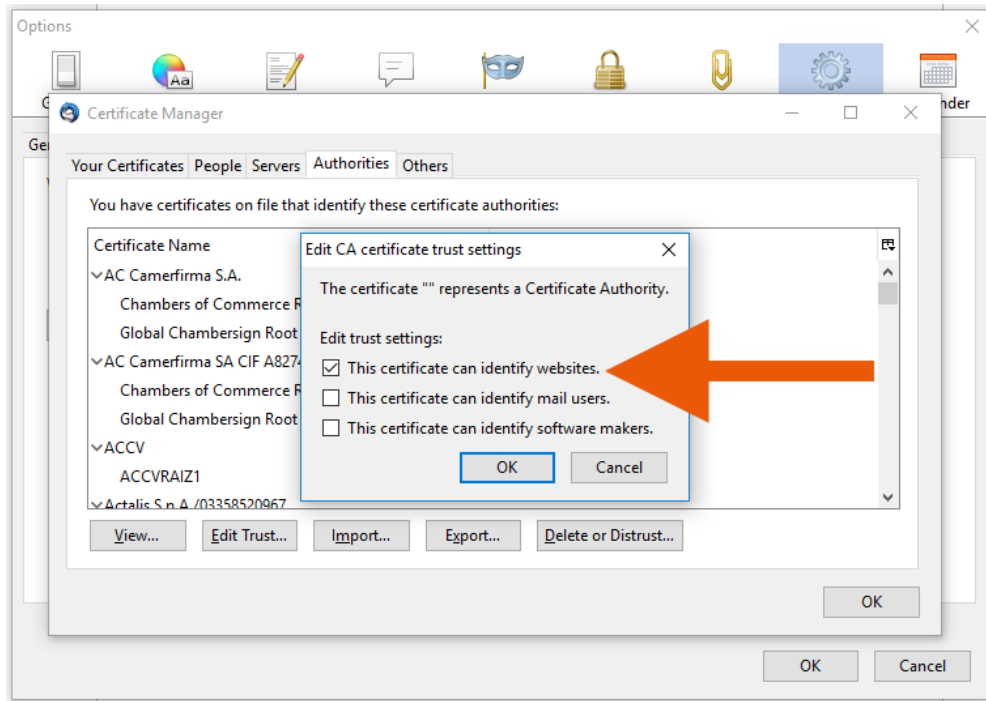 Options
Aa
Certificate Manager
Your Certificates People Servers Authorities Others
You have certificates on file that identify these certificate authorities:
Certificate Name
AC Camerfirma S.A.
Chambers of Commerce
Global Chambersign Root
AC Camerfirma SA CIF
Chambers of Commerce
Global Chambersign Root
ACCV
ACCVRAIZ1
Actalis S.p.A./03358520967
Edit CA certificate trust settings
The certificate "" represents a Certificate Authority.
Edit trust settings:
This certificate can identify websites.
This certificate can identify mail users.
This certificate can identify software makers.
OK Cancel
View... Edit Trust... Import... Export... Delete or Distrust...
OK
OK Cancel